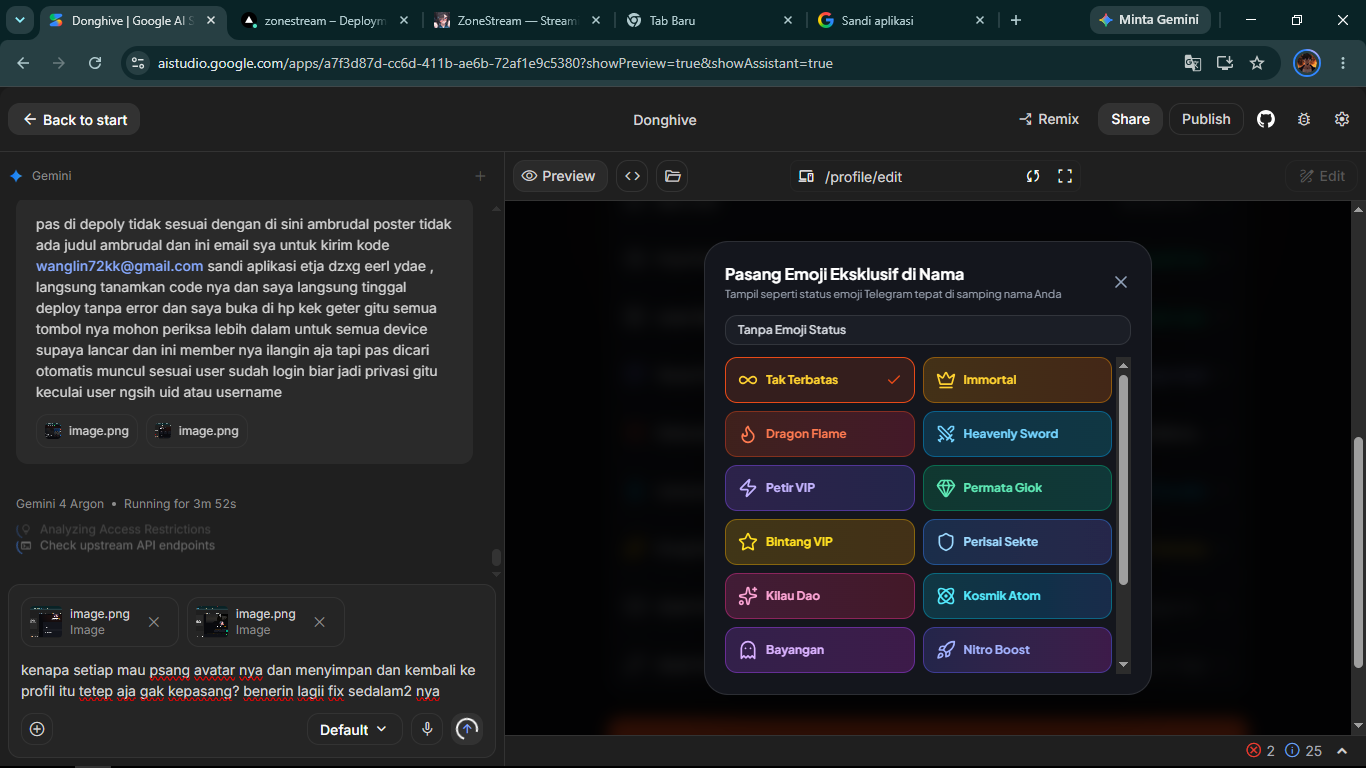 Donghive | Google AI S
zonestream – Deploym
ZoneStream — Stream
Tab Baru
Sandi aplikasi
Minta Gemini
aistudio.google.com/apps/a7f3d87d-cc6d-411b-ae6b-72af1e9c5380?showPreview=true&showAssistant=true
Back to start
Donghive
Remix
Share
Publish
Gemini
Preview
/profile/edit
Edit
pas di depoly tidak sesuai dengan di sini ambrudal poster tidak
ada judul ambrudal dan ini email sya untuk kirim kode
wanglin72kk@gmail.com sandi aplikasi etja dzxg eerl ydae ,
langsung tanamkan code nya dan saya langsung tinggal
deploy tanpa error dan saya buka di hp kek geter gitu semua
tombol nya mohon periksa lebih dalam untuk semua device
supaya lancar dan ini member nya ilangin aja tapi pas dicari
otomatis muncul sesuai user sudah login biar jadi privasi gitu
keculai user ngsih uid atau username
image.png
image.png
Gemini 4 Argon • Running for 3m 52s
Analyzing Access Restrictions
Check upstream API endpoints
image.png
Image
image.png
Image
kenapa setiap mau psang avatar nya dan menyimpan dan kembali ke
profil itu tetep aja gak kepasang? benerin lagii fix sedalam2 nya
Default
Pasang Emoji Eksklusif di Nama
Tampil seperti status emoji Telegram tepat di samping nama Anda
Tanpa Emoji Status
Tak Terbatas
Immortal
Dragon Flame
Heavenly Sword
Petir VIP
Permata Giok
Bintang VIP
Perisai Sekte
Kilau Dao
Kosmik Atom
Bayangan
Nitro Boost
2
25